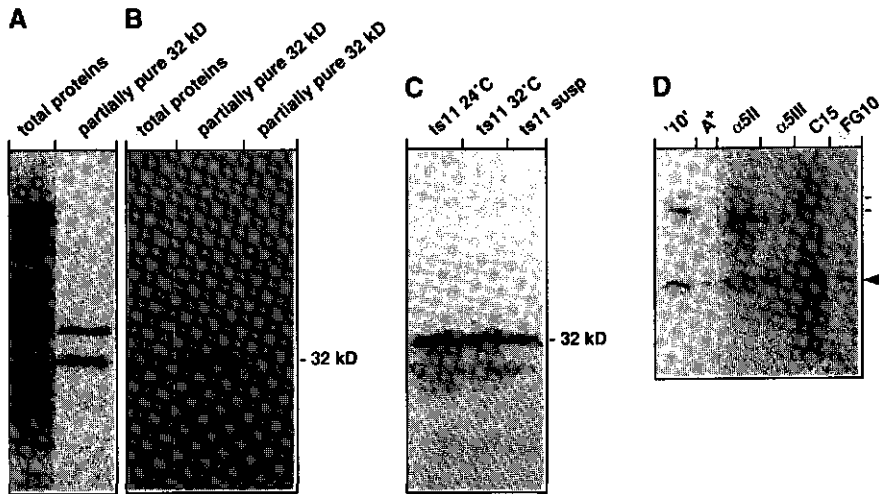 A
total proteins
partially pure 32 kD
B
total proteins
partially pure 32 kD
partially pure 32 kD
- 32 kD
C
ts11 24°C
ts11 32°C
ts11 susp
- 32 kD
D
'10'
A+
α5II
α5III
C15
FG10